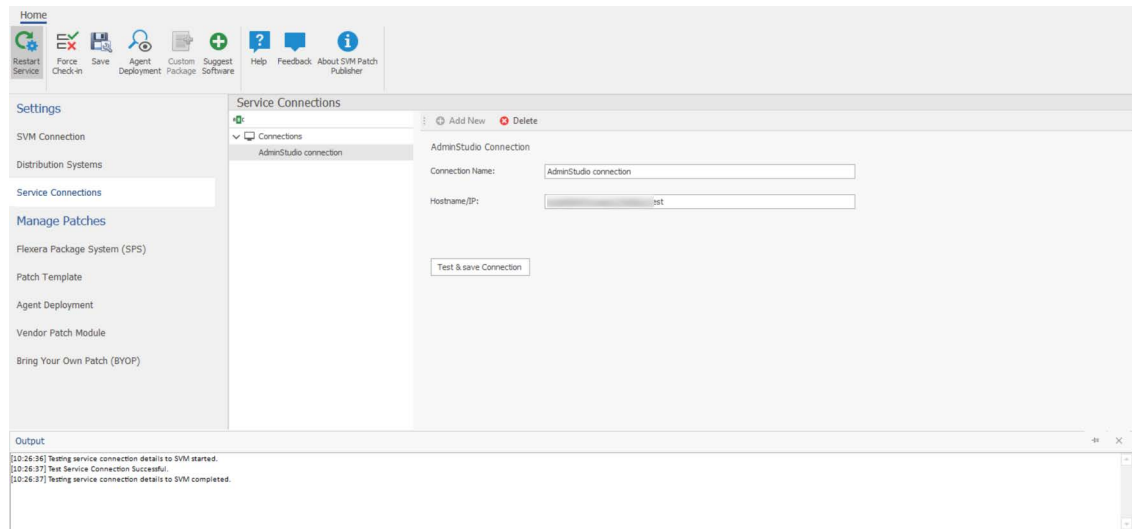 Home
Restart Service
Force Check-in
Save
Agent Deployment
Custom Package
Suggest Software
Help
Feedback
About SVM Patch Publisher
Settings
SVM Connection
Distribution Systems
Service Connections
Manage Patches
Flexera Package System (SPS)
Patch Template
Agent Deployment
Vendor Patch Module
Bring Your Own Patch (BYOP)
Service Connections
Connections
AdminStudio connection
Add New
Delete
AdminStudio Connection
Connection Name:
AdminStudio connection
Hostname/IP:
est
Test & save Connection
Output
[10:26:36] Testing service connection details to SVM started.
[10:26:37] Test Service Connection Successful.
[10:26:37] Testing service connection details to SVM completed.